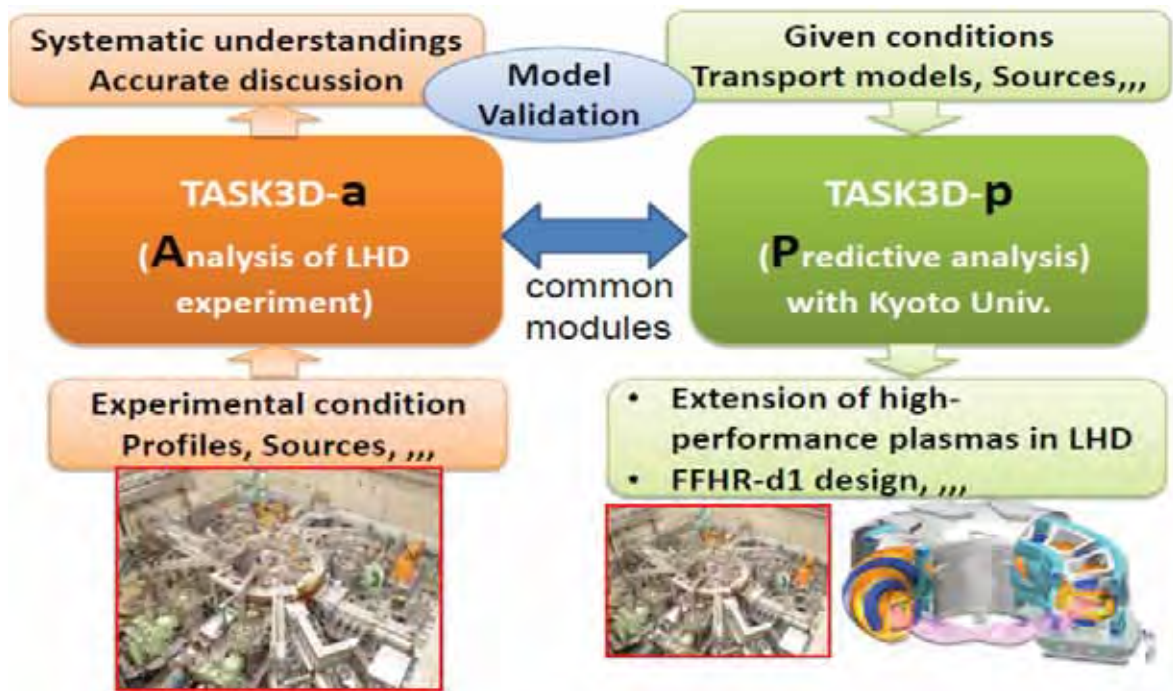 Systematic understandings
Accurate discussion
Model
Validation
Given conditions
Transport models, Sources,,,
TASK3D-a
(Analysis of LHD
experiment)
common
modules
TASK3D-p
(Predictive analysis)
with Kyoto Univ.
Experimental condition
Profiles, Sources, ,,,
• Extension of high-
performance plasmas in LHD
• FFHR-d1 design, ,,,